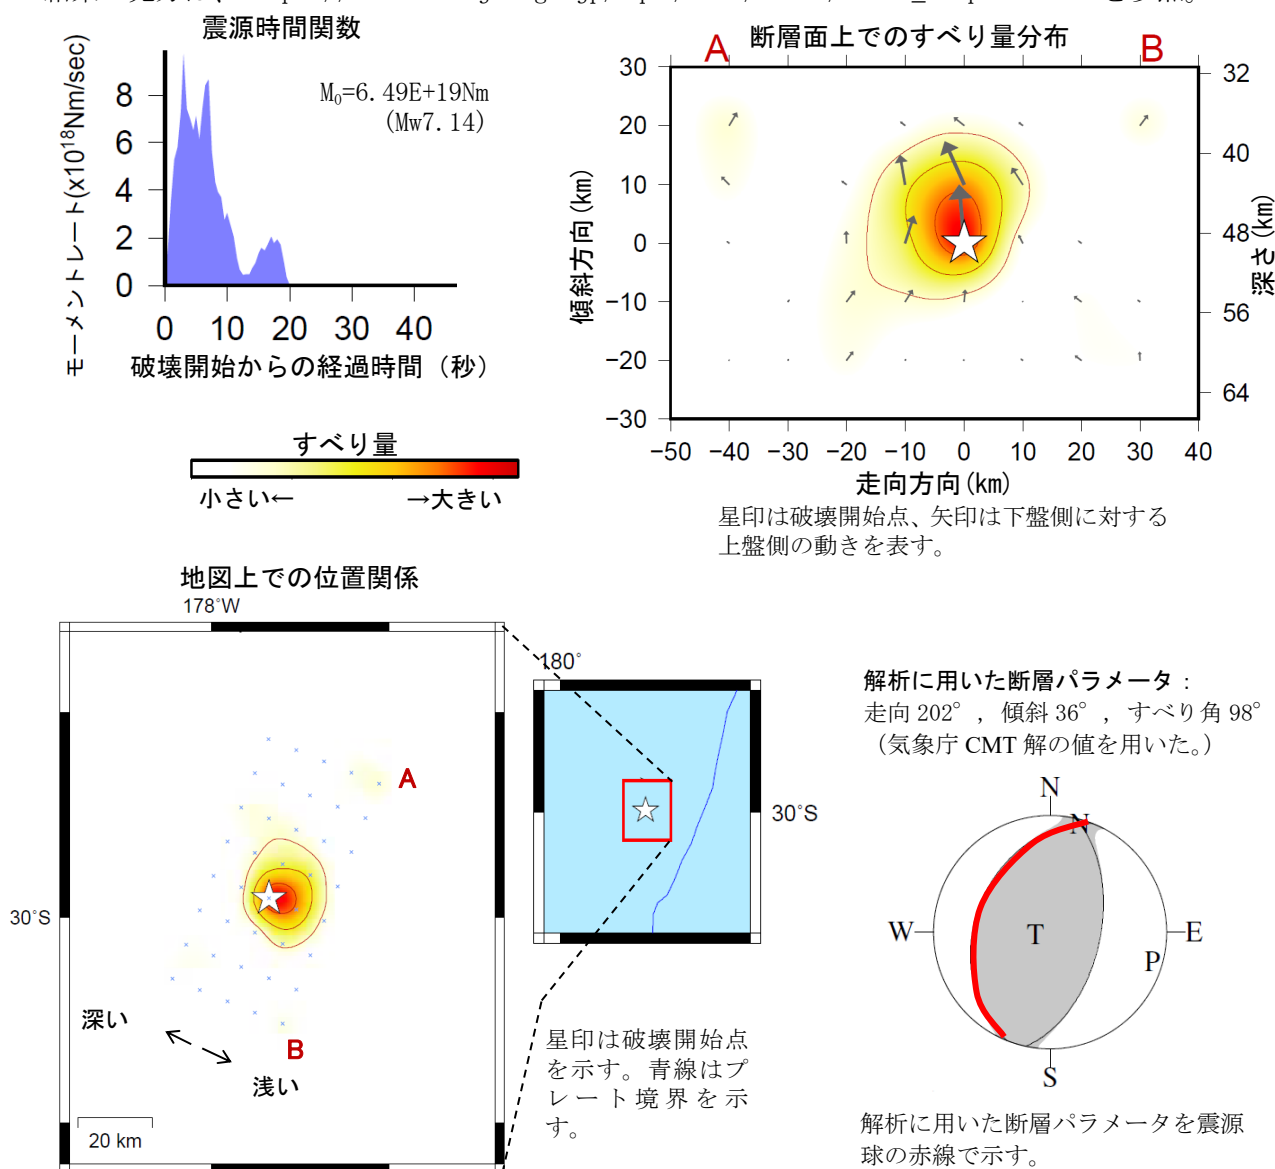 震源時間関数
モーメントレート(x10¹⁸Nm/sec)
8
6
4
2
0
M₀=6.49E+19Nm
(Mw7.14)
0 10 20 30 40
破壊開始からの経過時間（秒）
すべり量
小さい← →大きい
A 断層面上でのすべり量分布 B
傾斜方向(km)
30
20
10
0
−10
−20
−30
32
40
48
56
64
深さ(km)
−50 −40 −30 −20 −10 0 10 20 30 40
走向方向(km)
星印は破壊開始点、矢印は下盤側に対する
上盤側の動きを表す。
地図上での位置関係
178°W
30°S
A
B
深い
浅い
20 km
180°
30°S
星印は破壊開始点
を示す。青線はプ
レート境界を示
す。
解析に用いた断層パラメータ：
走向 202°，傾斜 36°，すべり角 98°
（気象庁 CMT 解の値を用いた。）
N
N
W
T
P
E
S
解析に用いた断層パラメータを震源
球の赤線で示す。